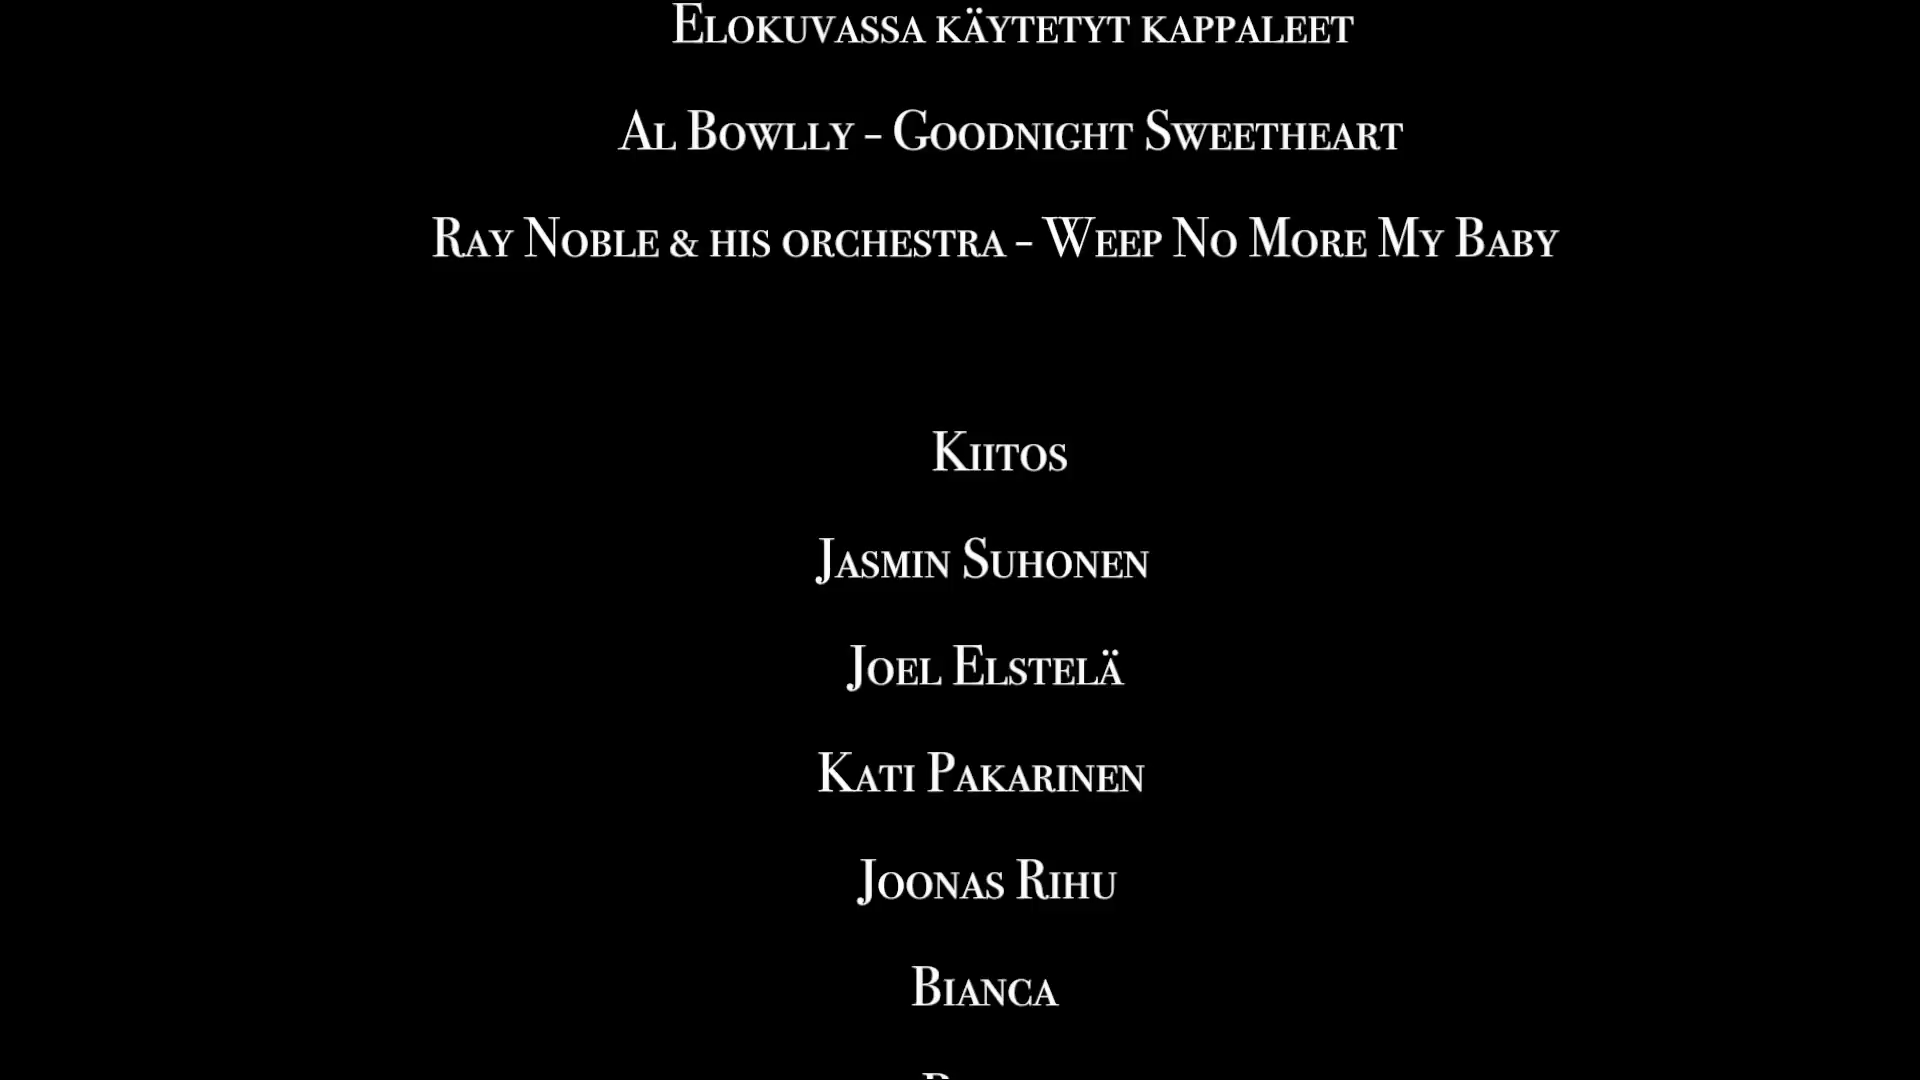 Elokuvassa käytetyt kappaleet
Al Bowlly - Goodnight Sweetheart
Ray Noble & his orchestra - Weep No More My Baby
Kiitos
Jasmin Suhonen
Joel Elstelä
Kati Pakarinen
Joonas Rihu
Bianca